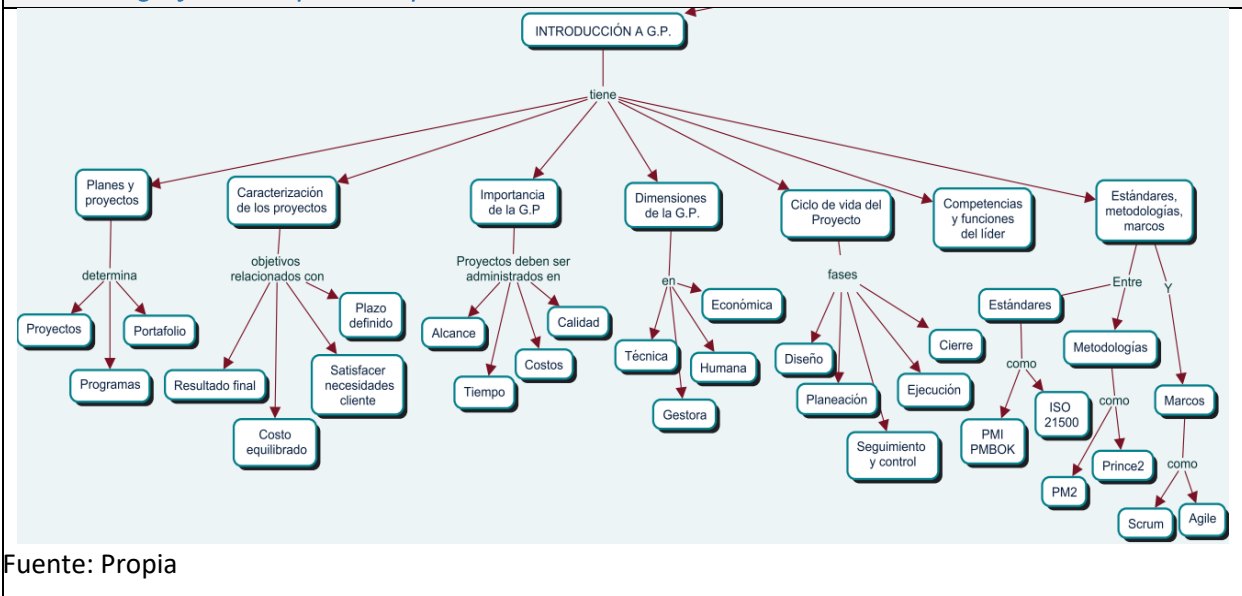 INTRODUCCIÓN A G.P.
tiene
Planes y
proyectos
Caracterización
de los proyectos
Importancia
de la G.P
Dimensiones
de la G.P.
Ciclo de vida del
Proyecto
Competencias
y funciones
del líder
Estándares,
metodologías,
marcos
determina
Proyectos
Programas
Portafolio
objetivos
relacionados con
Resultado final
Costo
equilibrado
Satisfacer
necesidades
cliente
Plazo
definido
Proyectos deben ser
administrados en
Alcance
Tiempo
Costos
Calidad
en
Técnica
Gestora
Humana
Económica
fases
Diseño
Planeación
Seguimiento
y control
Ejecución
Cierre
Entre
Y
Estándares
como
PMI
PMBOK
ISO
21500
Metodologías
como
PM2
Prince2
Marcos
como
Scrum
Agile
Fuente: Propia